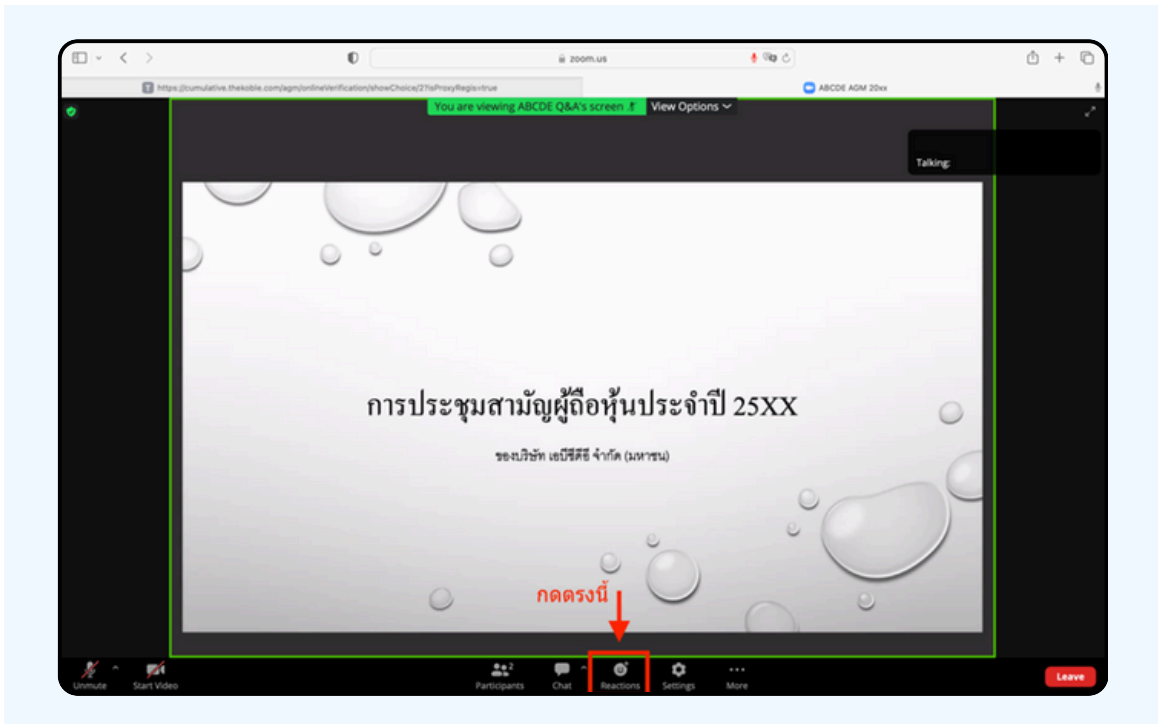 zoom.us
T https://cumulative.thekoble.com/agm/onlineVerification/showChoice/2?isProxyRegis=true
ABCDE AGM 20xx
You are viewing ABCDE Q&A's screen
View Options
Talking:
การประชุมสามัญผู้ถือหุ้นประจำปี 25XX
ของบริษัท เอบีซีดีอี จำกัด (มหาชน)
กดตรงนี้
2
Unmute Start Video Participants Chat Reactions Settings More Leave